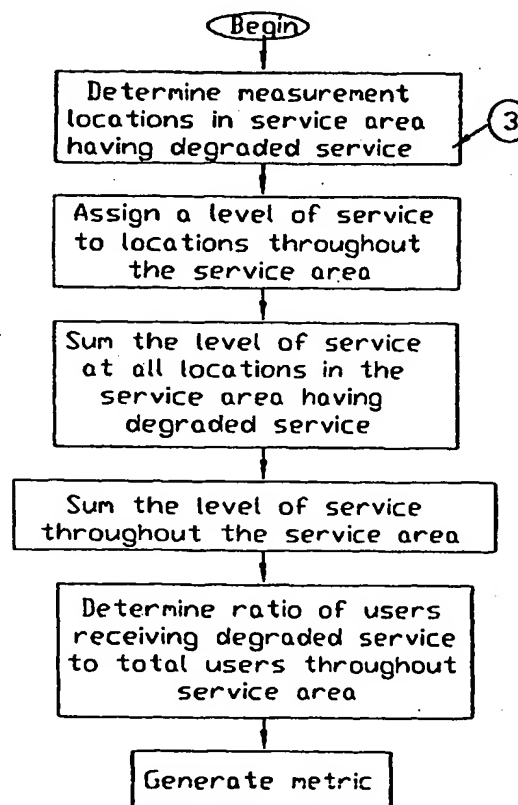 Begin
Determine measurement
locations in service area
having degraded service
3
Assign a level of service
to locations throughout
the service area
Sum the level of service
at all locations in the
service area having
degraded service
Sum the level of service
throughout the service area
Determine ratio of users
receiving degraded service
to total users throughout
service area
Generate metric